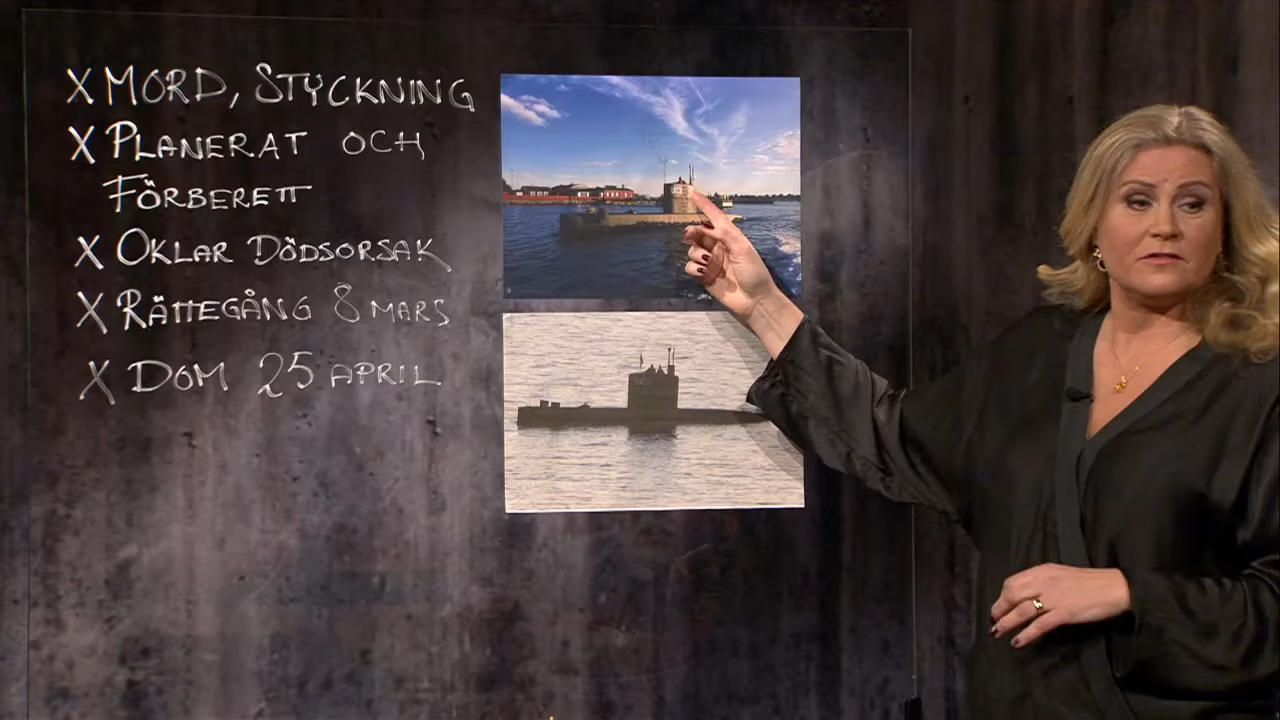 X MORD, STYCKNING
X PLANERAT OCH
FÖRBERETT
X OKLAR DÖDSORSAK
X RÄTTEGÅNG 8 MARS
X DOM 25 APRIL